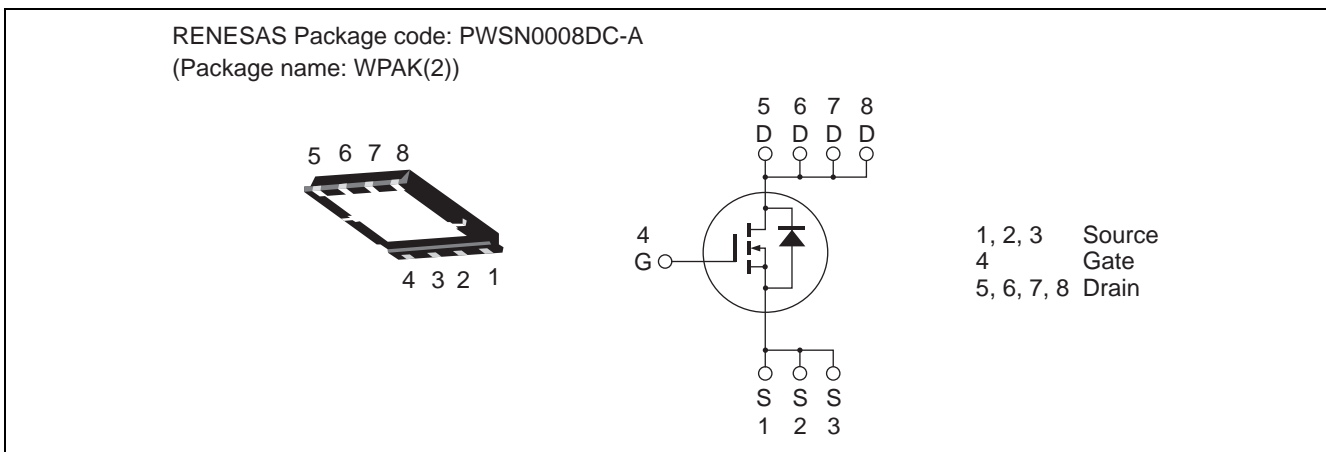 RENESAS Package code: PWSN0008DC-A
(Package name: WPAK(2))
5 6 7 8
4 3 2 1
5 6 7 8
D D D D
4
G
S S S
1 2 3
1, 2, 3 Source
4 Gate
5, 6, 7, 8 Drain